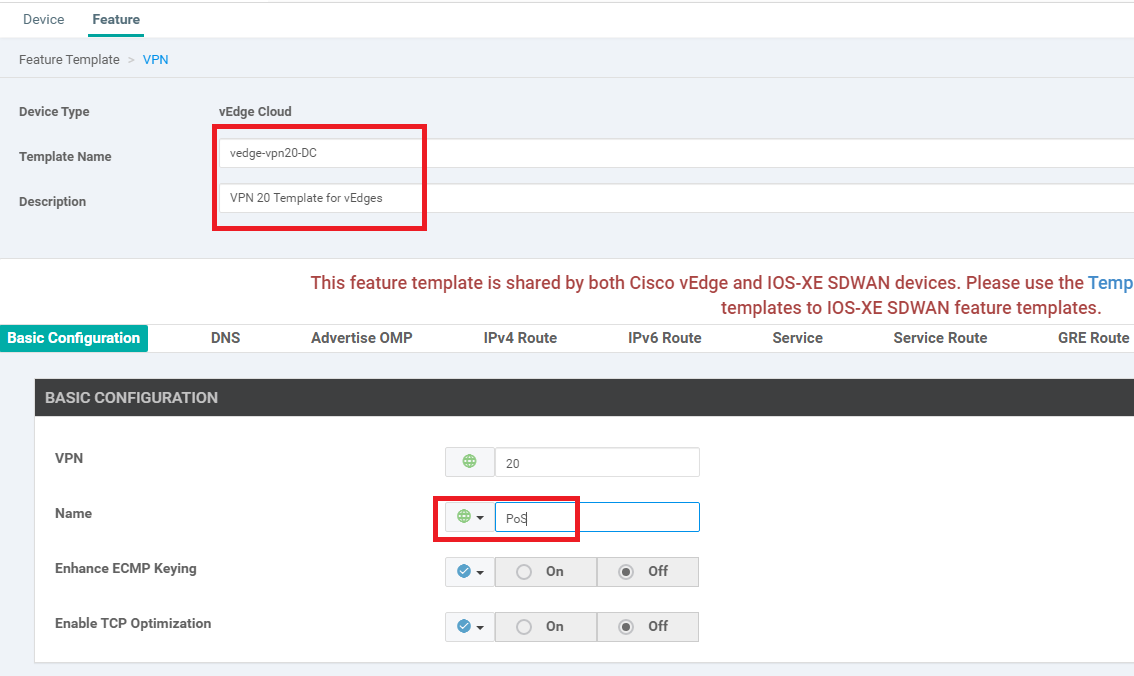 Device Feature
Feature Template > VPN
Device Type vEdge Cloud
Template Name vedge-vpn20-DC
Description VPN 20 Template for vEdges
This feature template is shared by both Cisco vEdge and IOS-XE SDWAN devices. Please use the Temp
templates to IOS-XE SDWAN feature templates.
Basic Configuration DNS Advertise OMP IPv4 Route IPv6 Route Service Service Route GRE Route
BASIC CONFIGURATION
VPN 20
Name PoS
Enhance ECMP Keying On Off
Enable TCP Optimization On Off